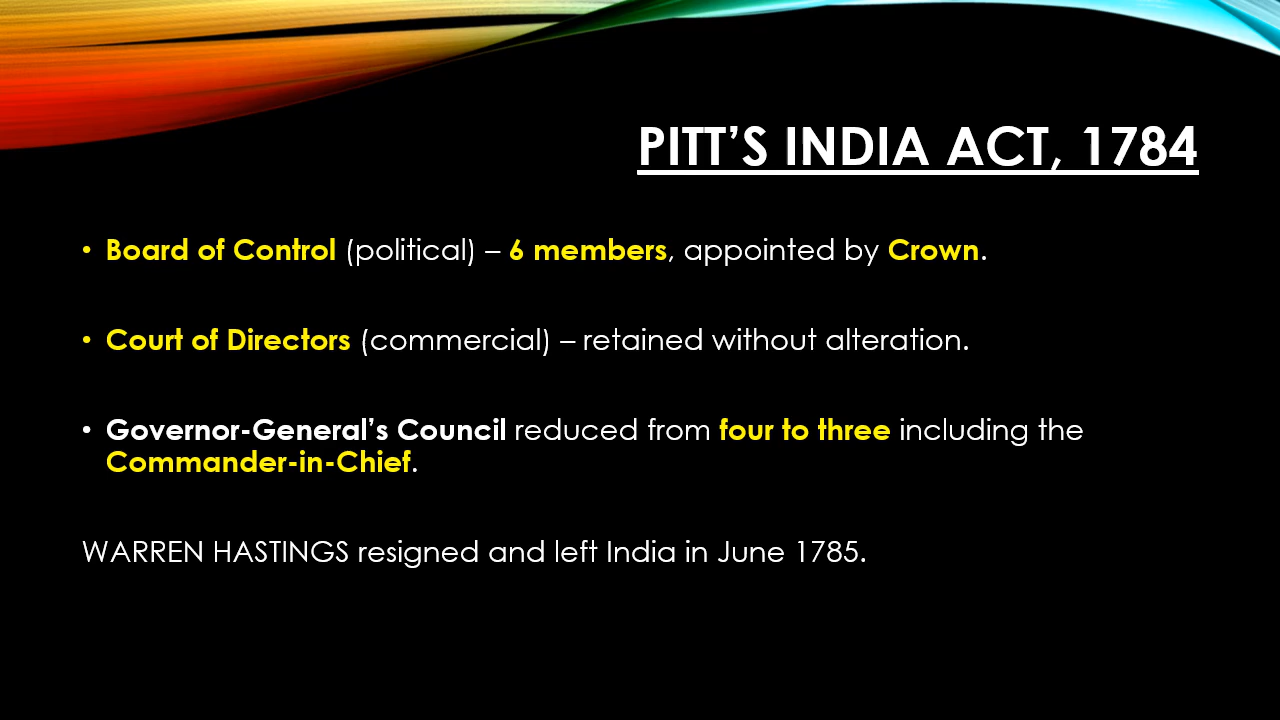 PITT’S INDIA ACT, 1784
• Board of Control (political) – 6 members, appointed by Crown.
• Court of Directors (commercial) – retained without alteration.
• Governor-General’s Council reduced from four to three including the
Commander-in-Chief.
WARREN HASTINGS resigned and left India in June 1785.